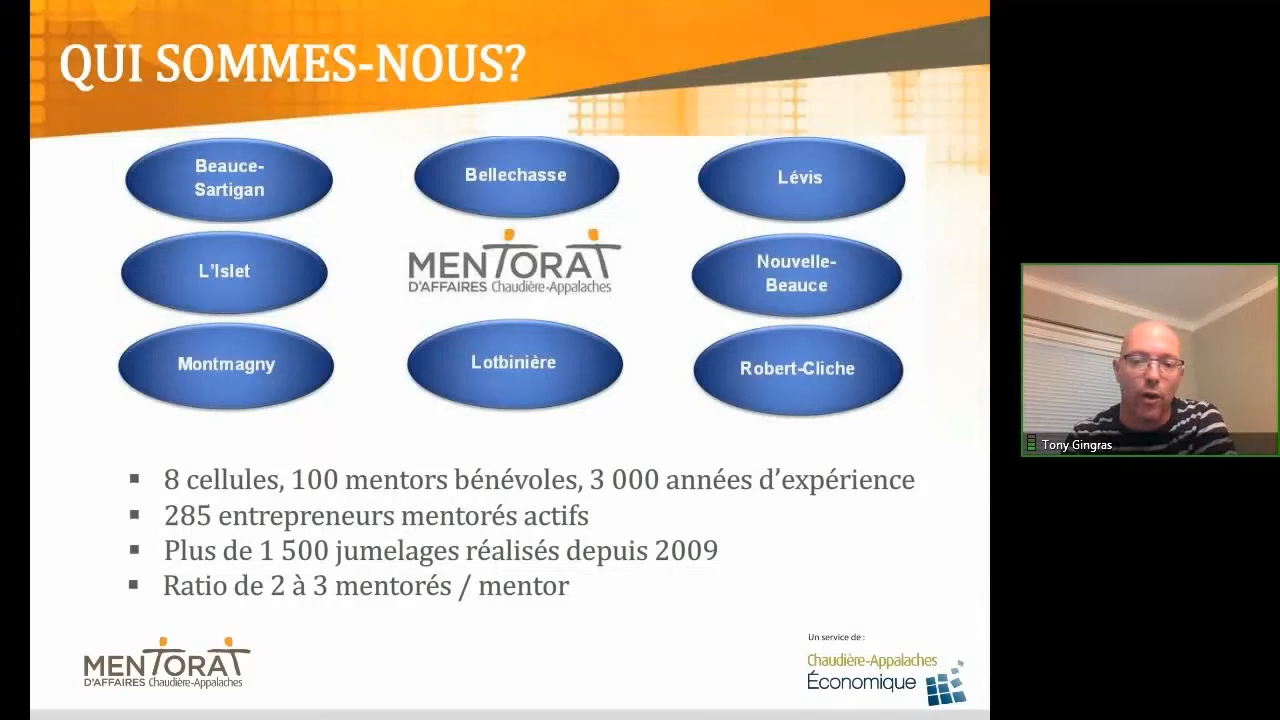 QUI SOMMES-NOUS?
Beauce-
Sartigan
Bellechasse
Lévis
L'Islet
MENTORAT
D'AFFAIRES Chaudière-Appalaches
Nouvelle-
Beauce
Montmagny
Lotbinière
Robert-Cliche
Tony Gingras
▪ 8 cellules, 100 mentors bénévoles, 3 000 années d'expérience
▪ 285 entrepreneurs mentorés actifs
▪ Plus de 1 500 jumelages réalisés depuis 2009
▪ Ratio de 2 à 3 mentorés / mentor
MENTORAT
D'AFFAIRES Chaudière-Appalaches
Un service de :
Chaudière-Appalaches
Économique